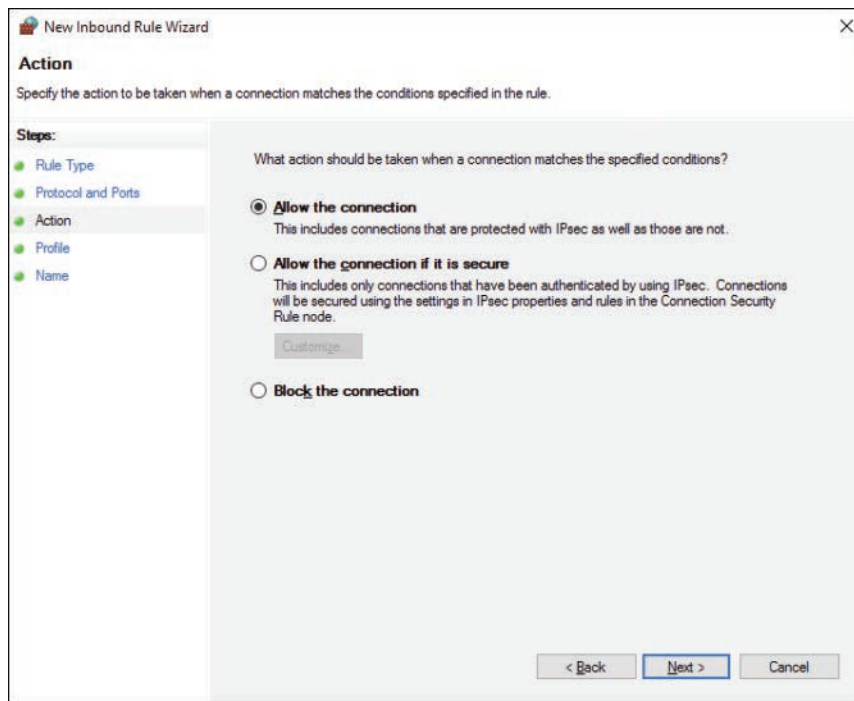 New Inbound Rule Wizard
Action
Specify the action to be taken when a connection matches the conditions specified in the rule.
Steps:
Rule Type
Protocol and Ports
Action
Profile
Name
What action should be taken when a connection matches the specified conditions?
Allow the connection
This includes connections that are protected with IPsec as well as those are not.
Allow the connection if it is secure
This includes only connections that have been authenticated by using IPsec. Connections
will be secured using the settings in IPsec properties and rules in the Connection Security
Rule node.
Customize...
Block the connection
< Back
Next >
Cancel